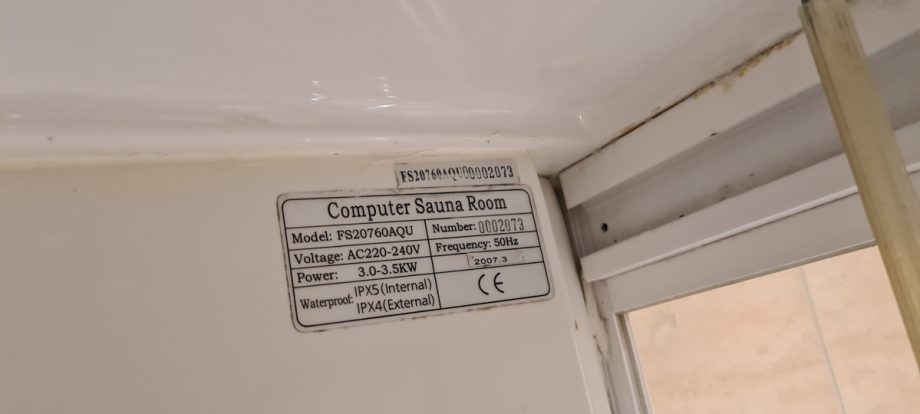 FS20760AQU00002073
Computer Sauna Room
Model: FS20760AQU
Number: 0002073
Voltage: AC220-240V
Frequency: 50Hz
Power: 3.0-3.5KW
2007.3
Waterproof: IPX5(Internal)
IPX4(External)
CE